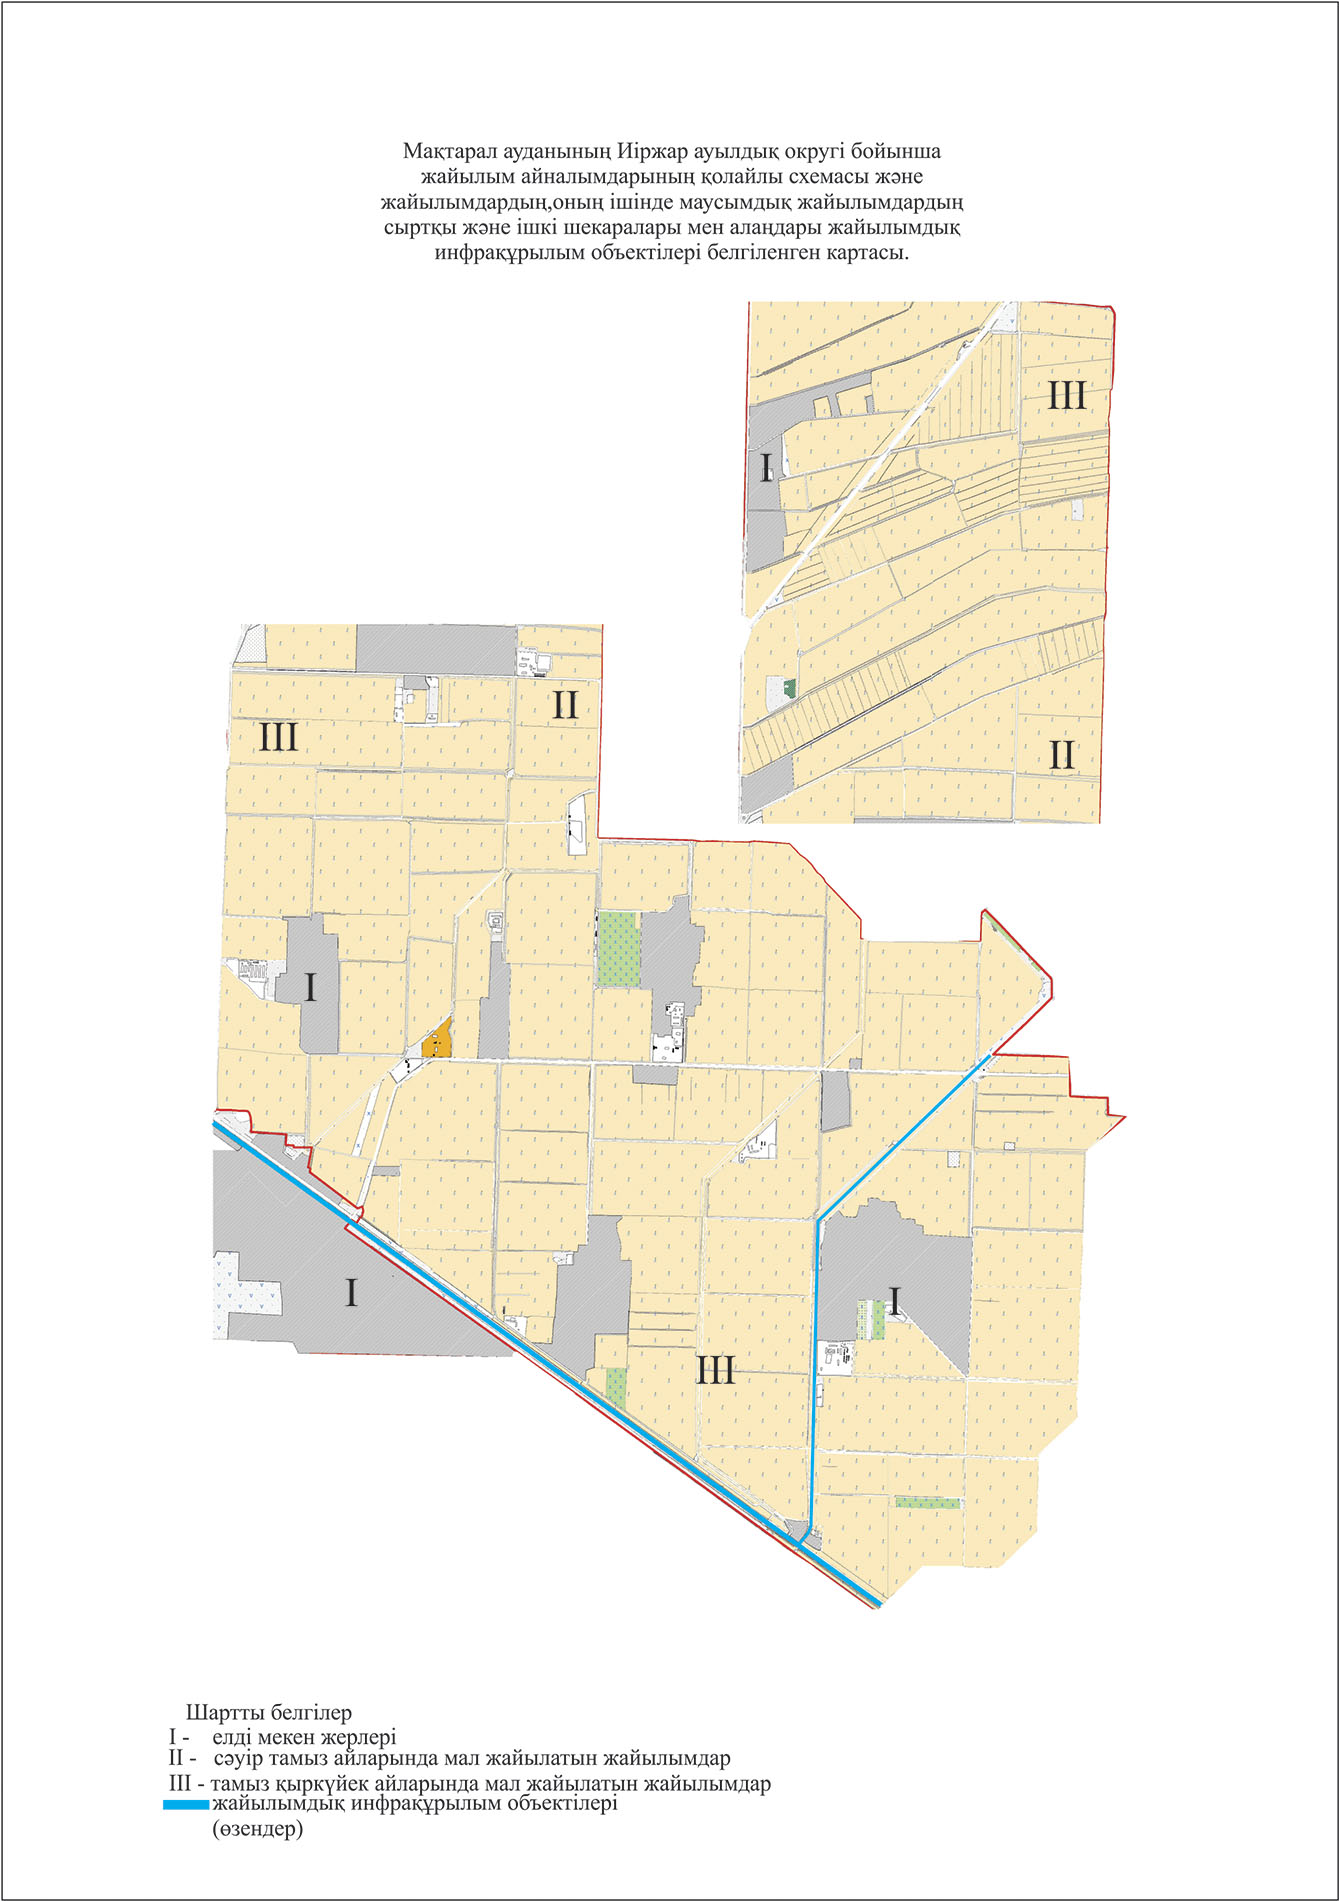 Мақтарал ауданының Иіржар ауылдық округі бойынша
жайылым айналымдарының қолайлы схемасы және
жайылымдардың,оның ішінде маусымдық жайылымдардың
сыртқы және ішкі шекаралары мен алаңдары жайылымдық
инфрақұрылым объектілері белгіленген картасы.
III
I
II
III
II
I
I
I
III
Шартты белгілер
I - елді мекен жерлері
II - сәуір тамыз айларында мал жайылатын жайылымдар
III - тамыз қыркүйек айларында мал жайылатын жайылымдар
жайылымдық инфрақұрылым объектілері
(өзендер)